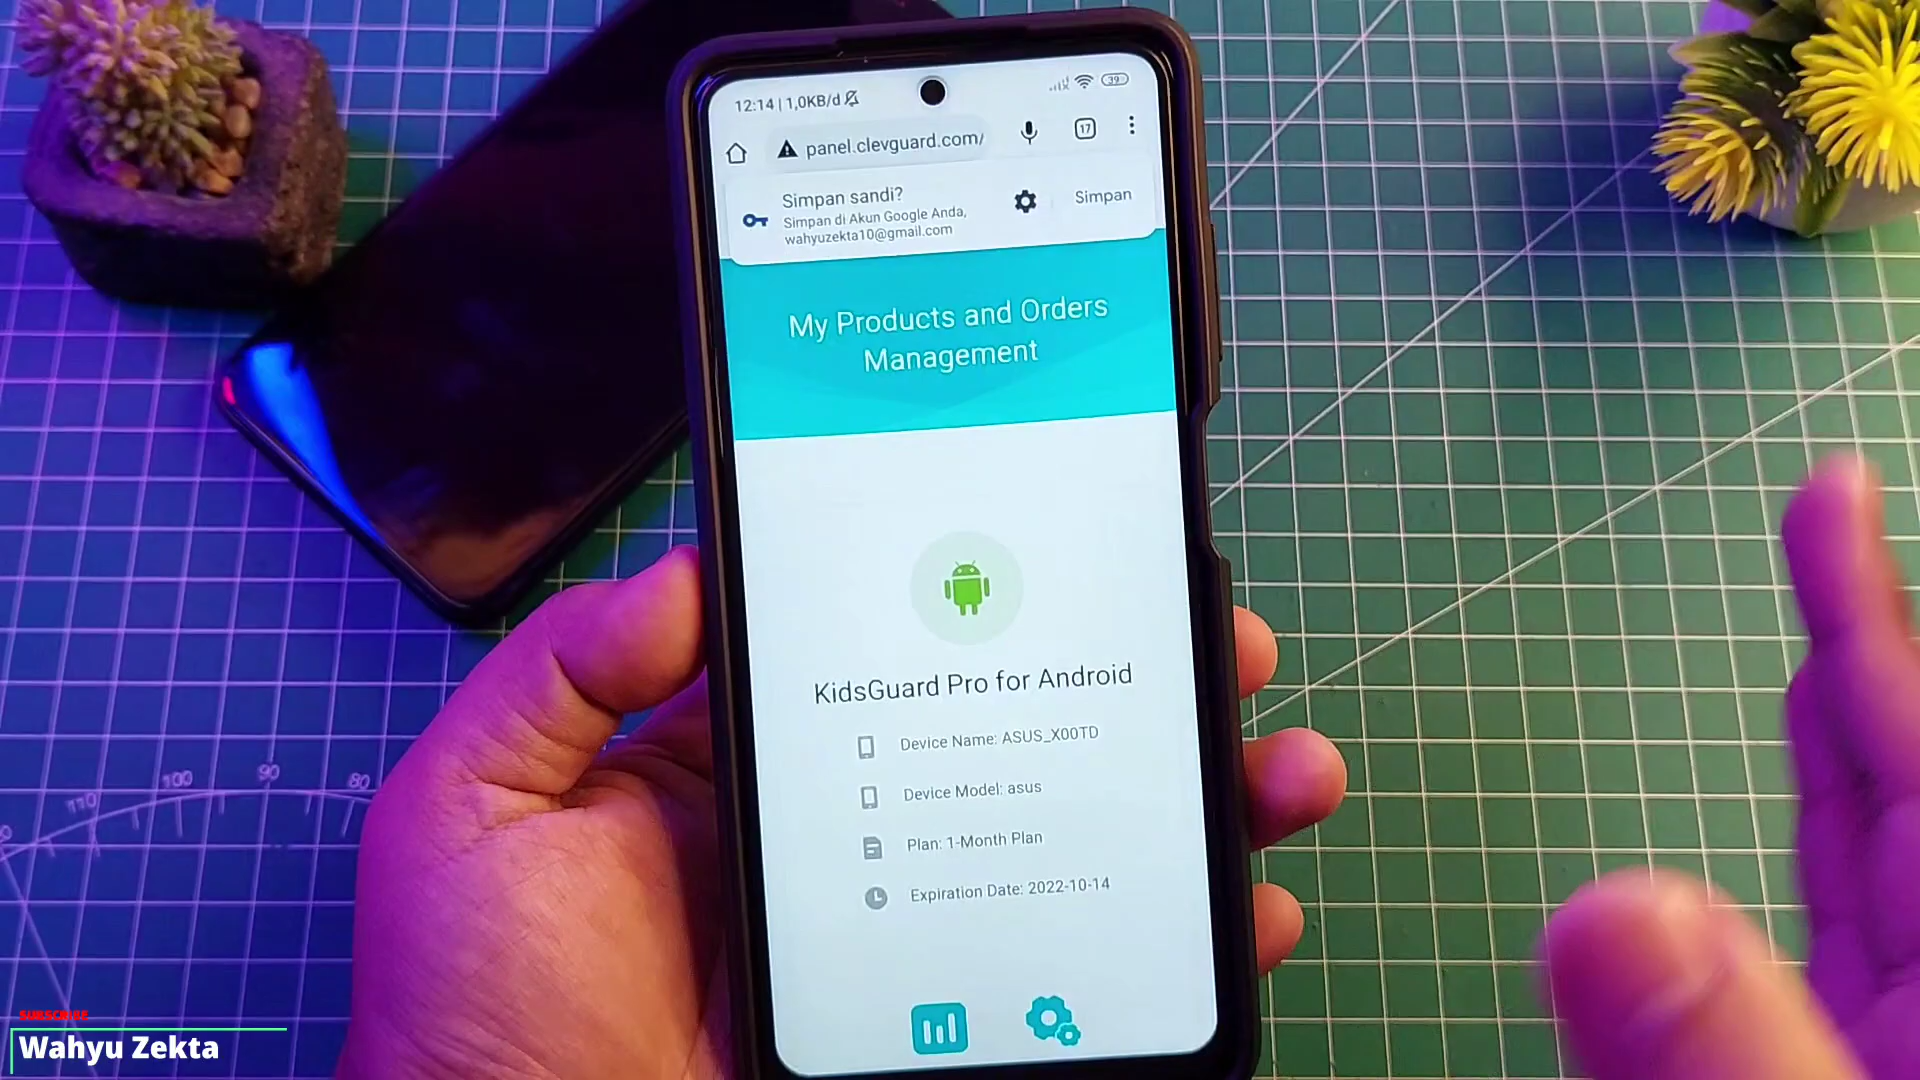 12:14 | 1,0KB/d
39
panel.clevguard.com/
17
Simpan sandi?
Simpan di Akun Google Anda,
wahyuzekta10@gmail.com
Simpan
My Products and Orders
Management
KidsGuard Pro for Android
Device Name: ASUS_X00TD
Device Model: asus
Plan: 1-Month Plan
Expiration Date: 2022-10-14
110
100
90
80
SUBSCRIBE
Wahyu Zekta